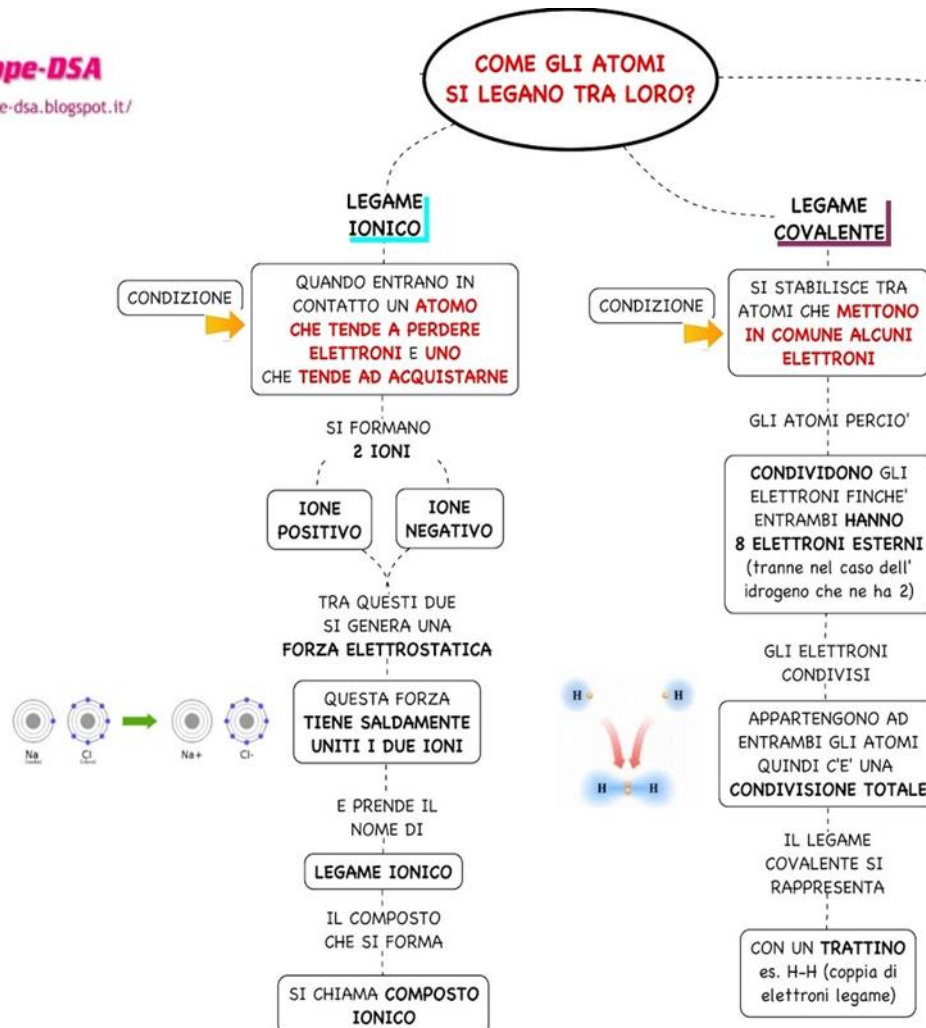 ppe-DSA
e-dsa.blogspot.it/
COME GLI ATOMI
SI LEGANO TRA LORO?
LEGAME
IONICO
CONDIZIONE
QUANDO ENTRANO IN
CONTATTO UN ATOMO
CHE TENDE A PERDERE
ELETTRONI E UNO
CHE TENDE AD ACQUISTARNE
SI FORMANO
2 IONI
IONE
POSITIVO
IONE
NEGATIVO
TRA QUESTI DUE
SI GENERA UNA
FORZA ELETTROSTATICA
QUESTA FORZA
TIENE SALDAMENTE
UNITI I DUE IONI
Na
Cl
Na+
Cl-
E PRENDE IL
NOME DI
LEGAME IONICO
IL COMPOSTO
CHE SI FORMA
SI CHIAMA COMPOSTO
IONICO
LEGAME
COVALENTE
CONDIZIONE
SI STABILISCE TRA
ATOMI CHE METTONO
IN COMUNE ALCUNI
ELETTRONI
GLI ATOMI PERCIO'
CONDIVIDONO GLI
ELETTRONI FINCHE'
ENTRAMBI HANNO
8 ELETTRONI ESTERNI
(tranne nel caso dell'
idrogeno che ne ha 2)
GLI ELETTRONI
CONDIVISI
H H
H H
APPARTENGONO AD
ENTRAMBI GLI ATOMI
QUINDI C'E' UNA
CONDIVISIONE TOTALE
IL LEGAME
COVALENTE SI
RAPPRESENTA
CON UN TRATTINO
es. H-H (coppia di
elettroni legame)